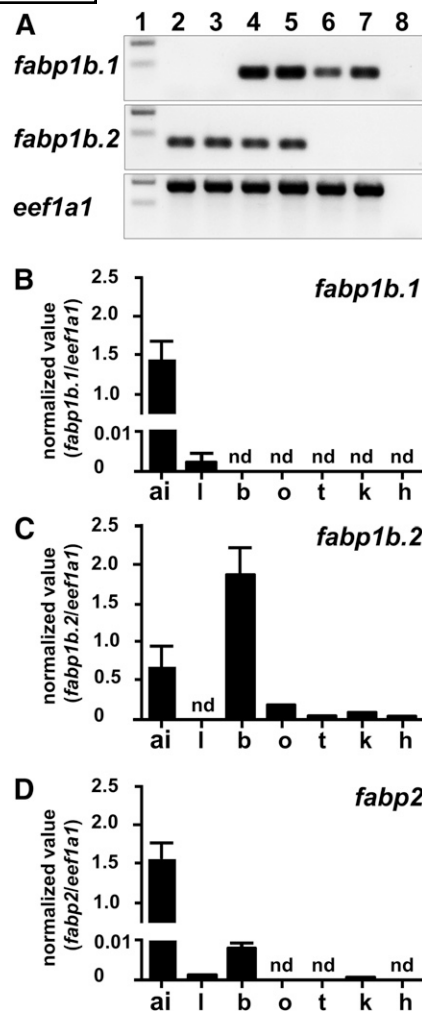 A 1 2 3 4 5 6 7 8
fabp1b.1
fabp1b.2
eef1a1
B fabp1b.1
normalized value
(fabp1b.1/eef1a1)
2.5
2.0
1.5
1.0
0.01
0
nd nd nd nd nd
ai l b o t k h
C fabp1b.2
normalized value
(fabp1b.2/eef1a1)
2.5
2.0
1.5
1.0
0.5
0
nd
ai l b o t k h
D fabp2
normalized value
(fabp2/eef1a1)
2.5
2.0
1.5
1.0
0.01
0
nd nd nd
ai l b o t k h